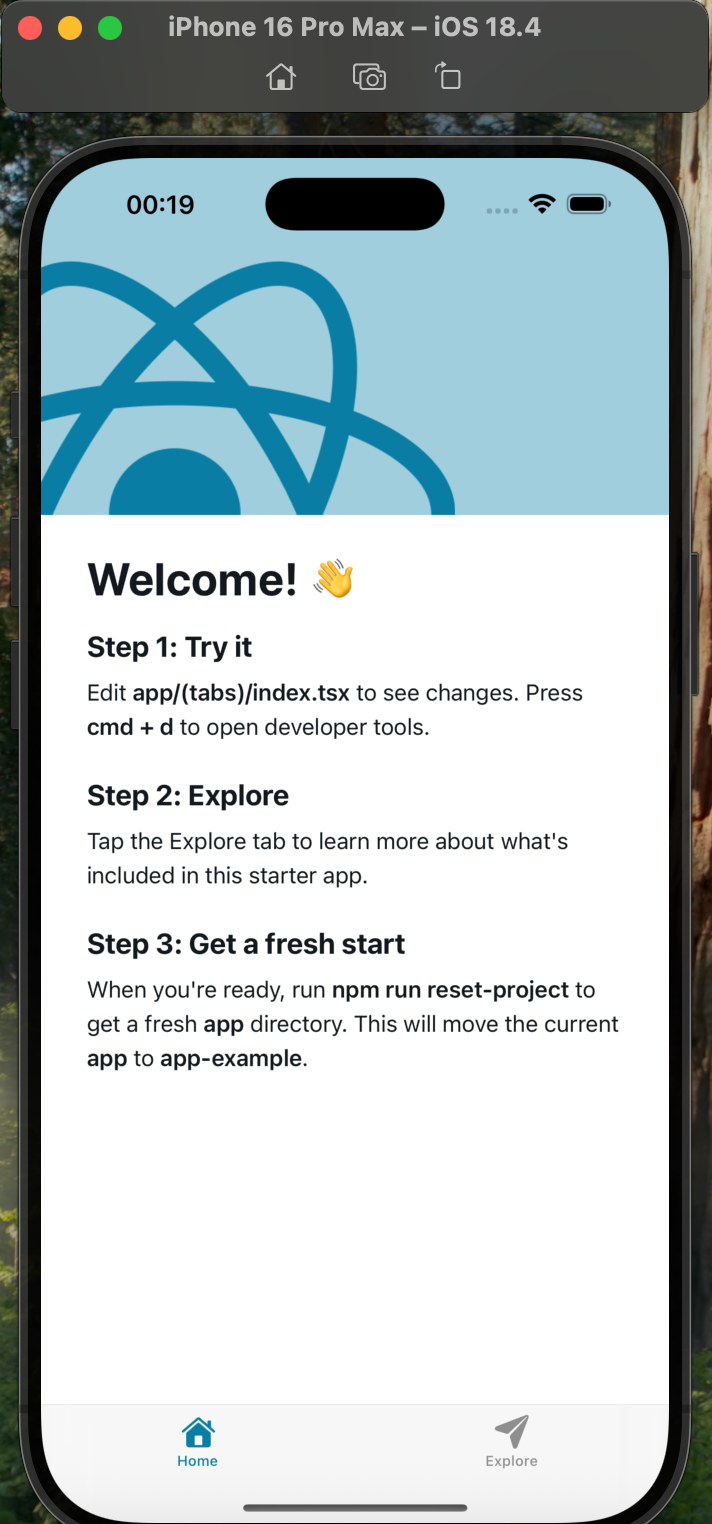 iPhone 16 Pro Max – iOS 18.4
00:19
Welcome! 👋
Step 1: Try it
Edit app/(tabs)/index.tsx to see changes. Press
cmd + d to open developer tools.
Step 2: Explore
Tap the Explore tab to learn more about what's
included in this starter app.
Step 3: Get a fresh start
When you're ready, run npm run reset-project to
get a fresh app directory. This will move the current
app to app-example.
Home
Explore